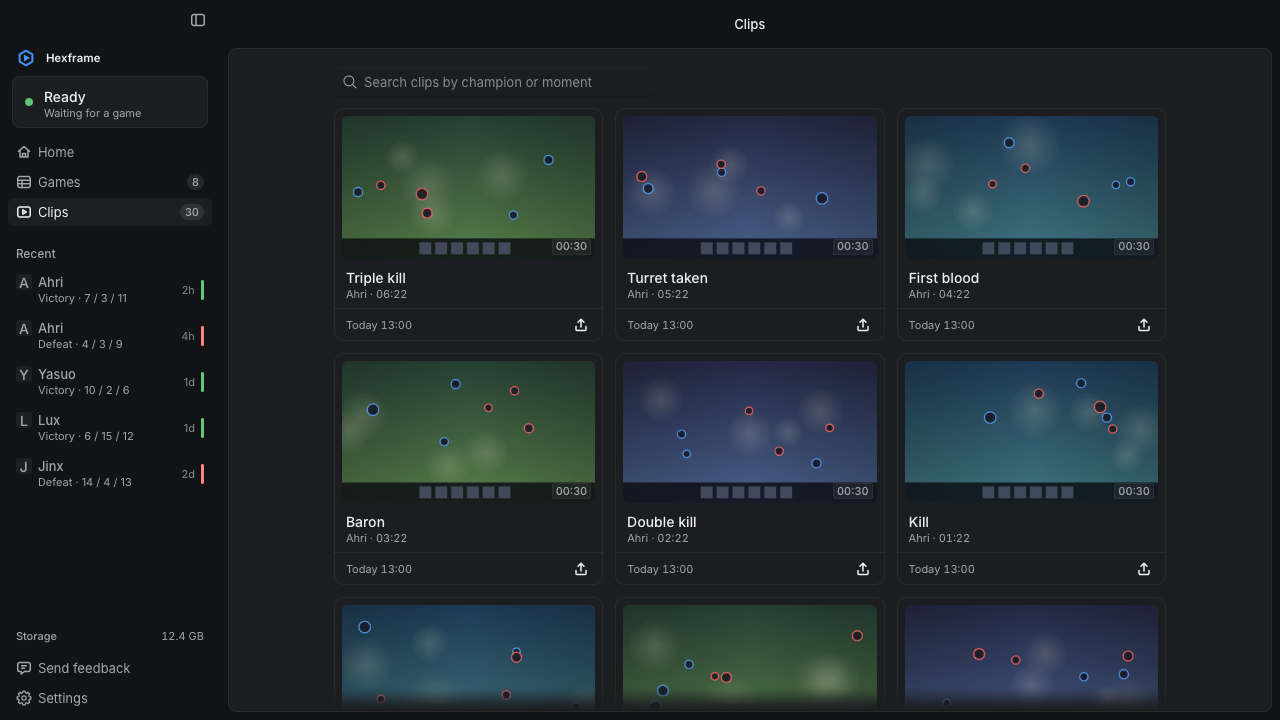 Clips
Hexframe
Ready
Waiting for a game
Home
Games 8
Clips 30
Recent
A Ahri
Victory · 7 / 3 / 11 2h
A Ahri
Defeat · 4 / 3 / 9 4h
Y Yasuo
Victory · 10 / 2 / 6 1d
L Lux
Victory · 6 / 15 / 12 1d
J Jinx
Defeat · 14 / 4 / 13 2d
Storage 12.4 GB
Send feedback
Settings
Search clips by champion or moment
00:30
Triple kill
Ahri · 06:22
Today 13:00
00:30
Turret taken
Ahri · 05:22
Today 13:00
00:30
First blood
Ahri · 04:22
Today 13:00
00:30
Baron
Ahri · 03:22
Today 13:00
00:30
Double kill
Ahri · 02:22
Today 13:00
00:30
Kill
Ahri · 01:22
Today 13:00